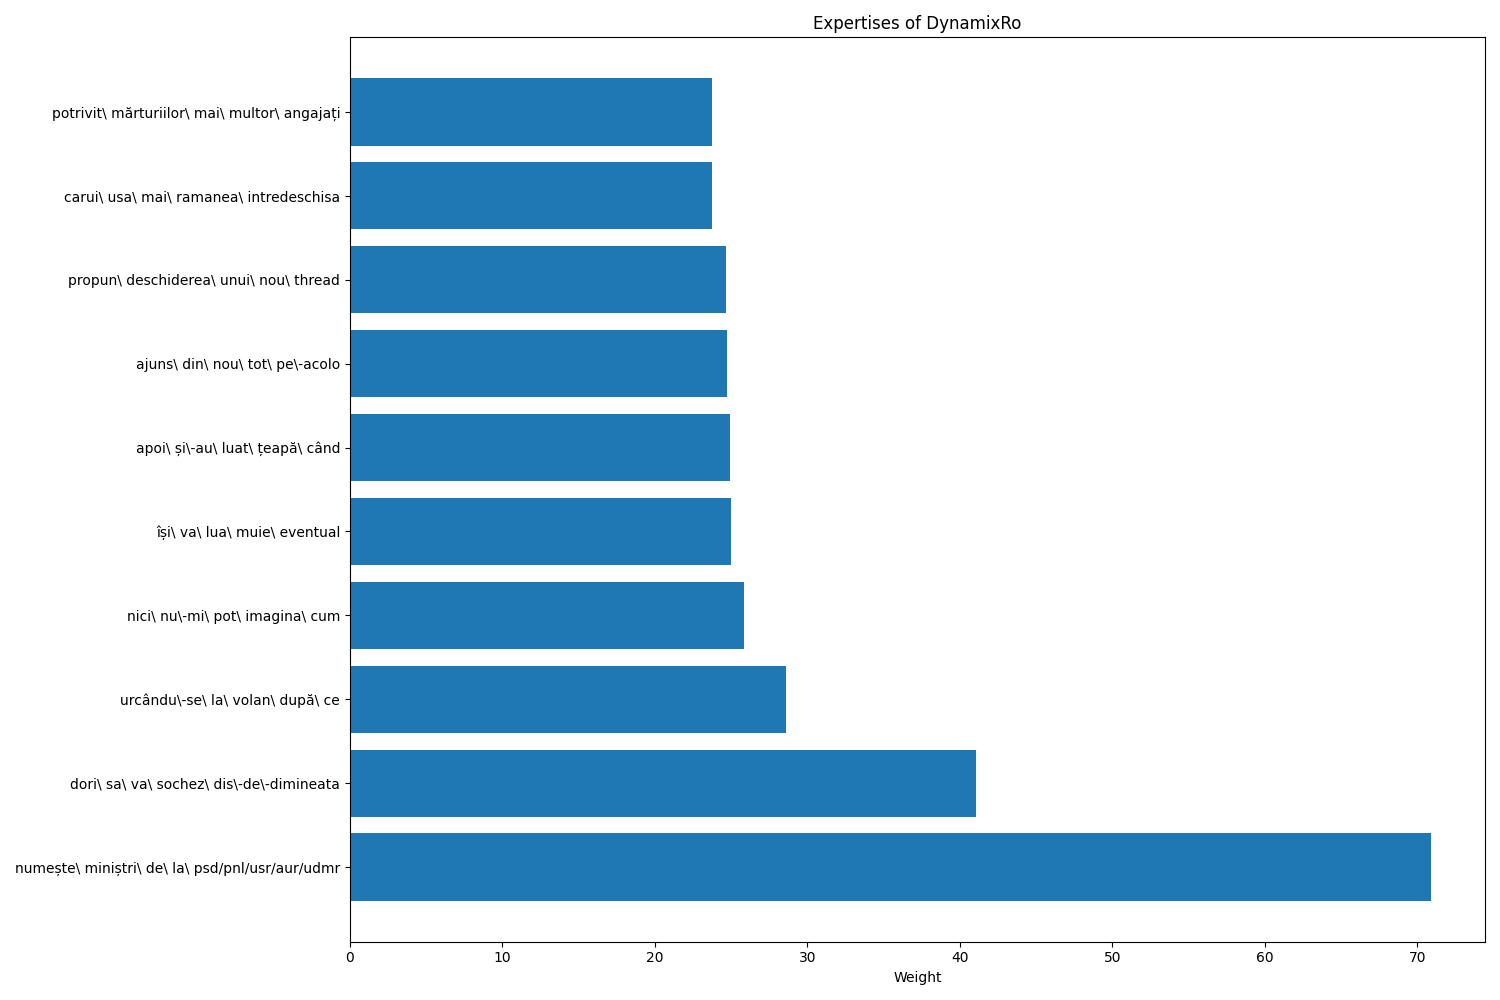 Expertises of DynamixRo
potrivit\ mărturiilor\ mai\ multor\ angajați
carui\ usa\ mai\ ramanea\ intredeschisa
propun\ deschiderea\ unui\ nou\ thread
ajuns\ din\ nou\ tot\ pe\-acolo
apoi\ și\-au\ luat\ țeapă\ când
își\ va\ lua\ muie\ eventual
nici\ nu\-mi\ pot\ imagina\ cum
urcându\-se\ la\ volan\ după\ ce
dori\ sa\ va\ sochez\ dis\-de\-dimineata
numește\ miniștri\ de\ la\ psd/pnl/usr/aur/udmr
0 10 20 30 40 50 60 70
Weight